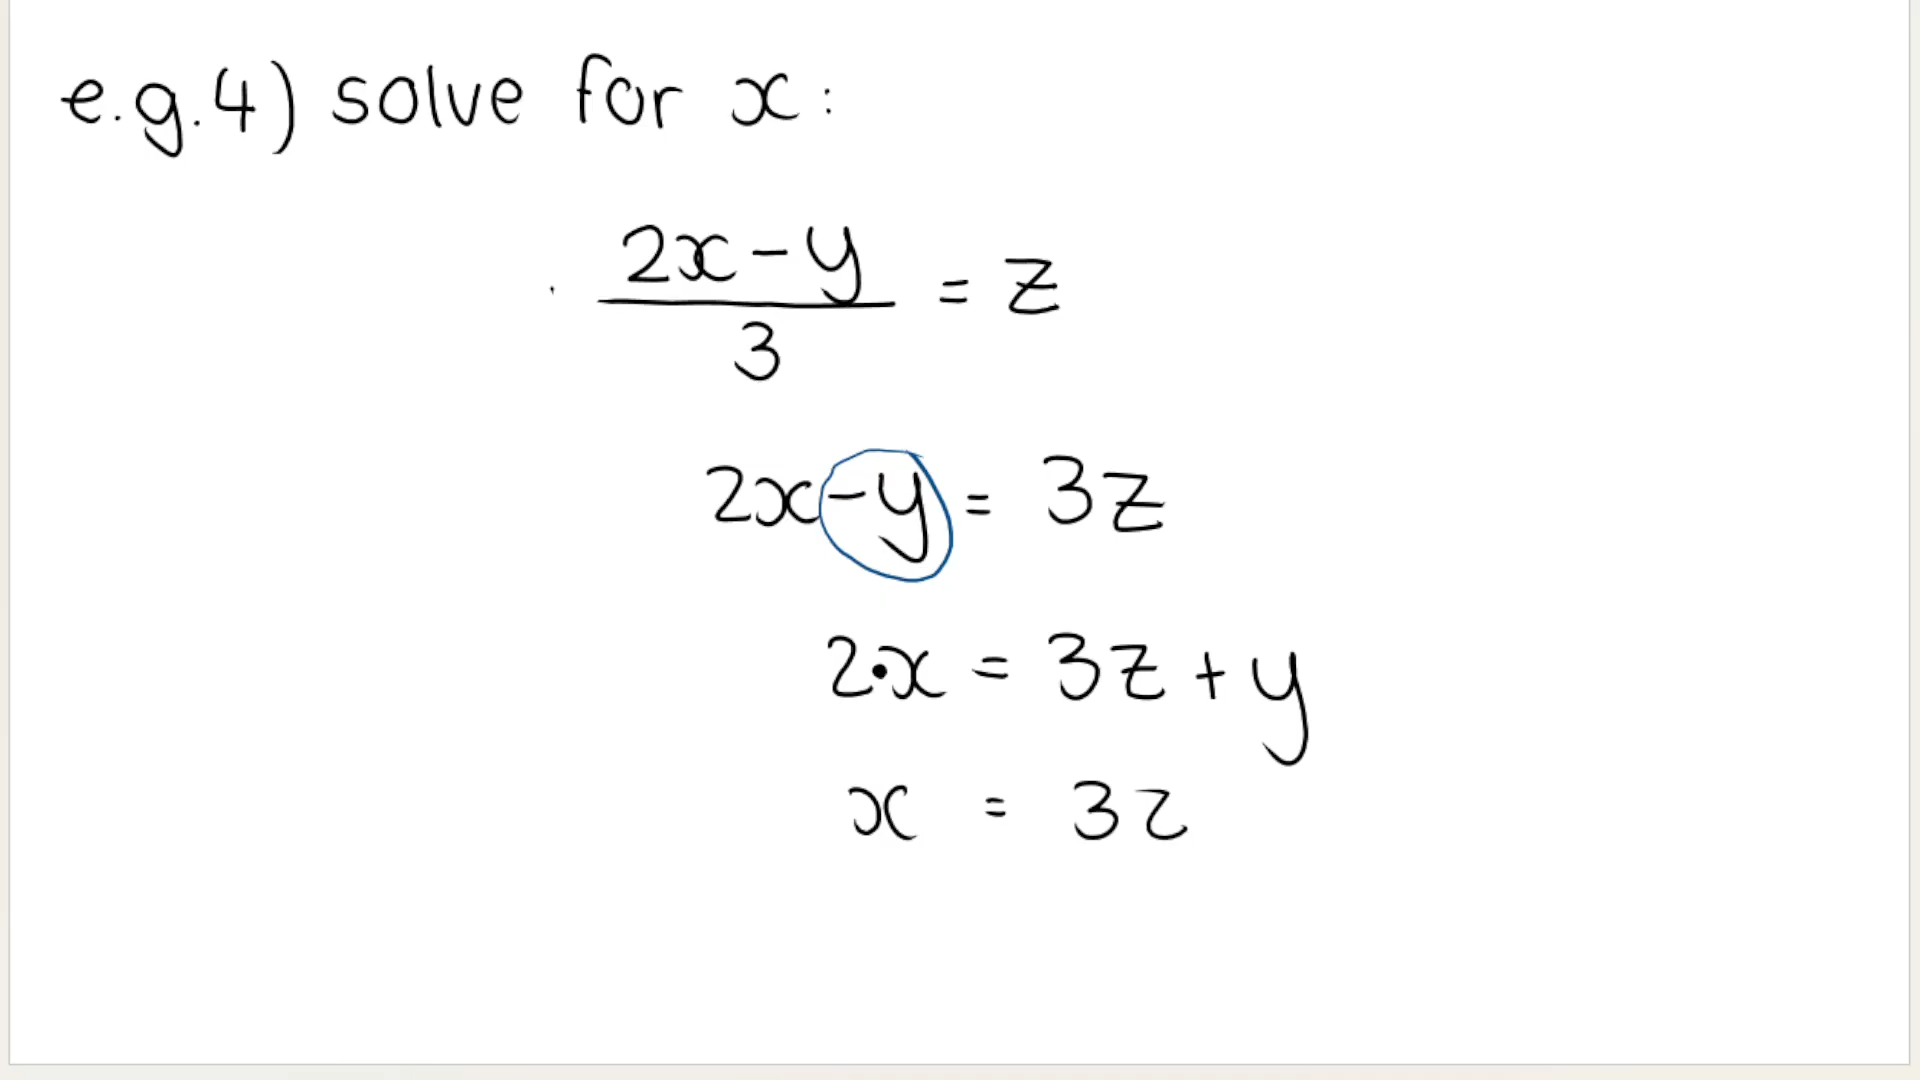 e.g.4) solve for x:
2x-y
3
= z
2x-y = 3z
2·x = 3z+y
x = 3z